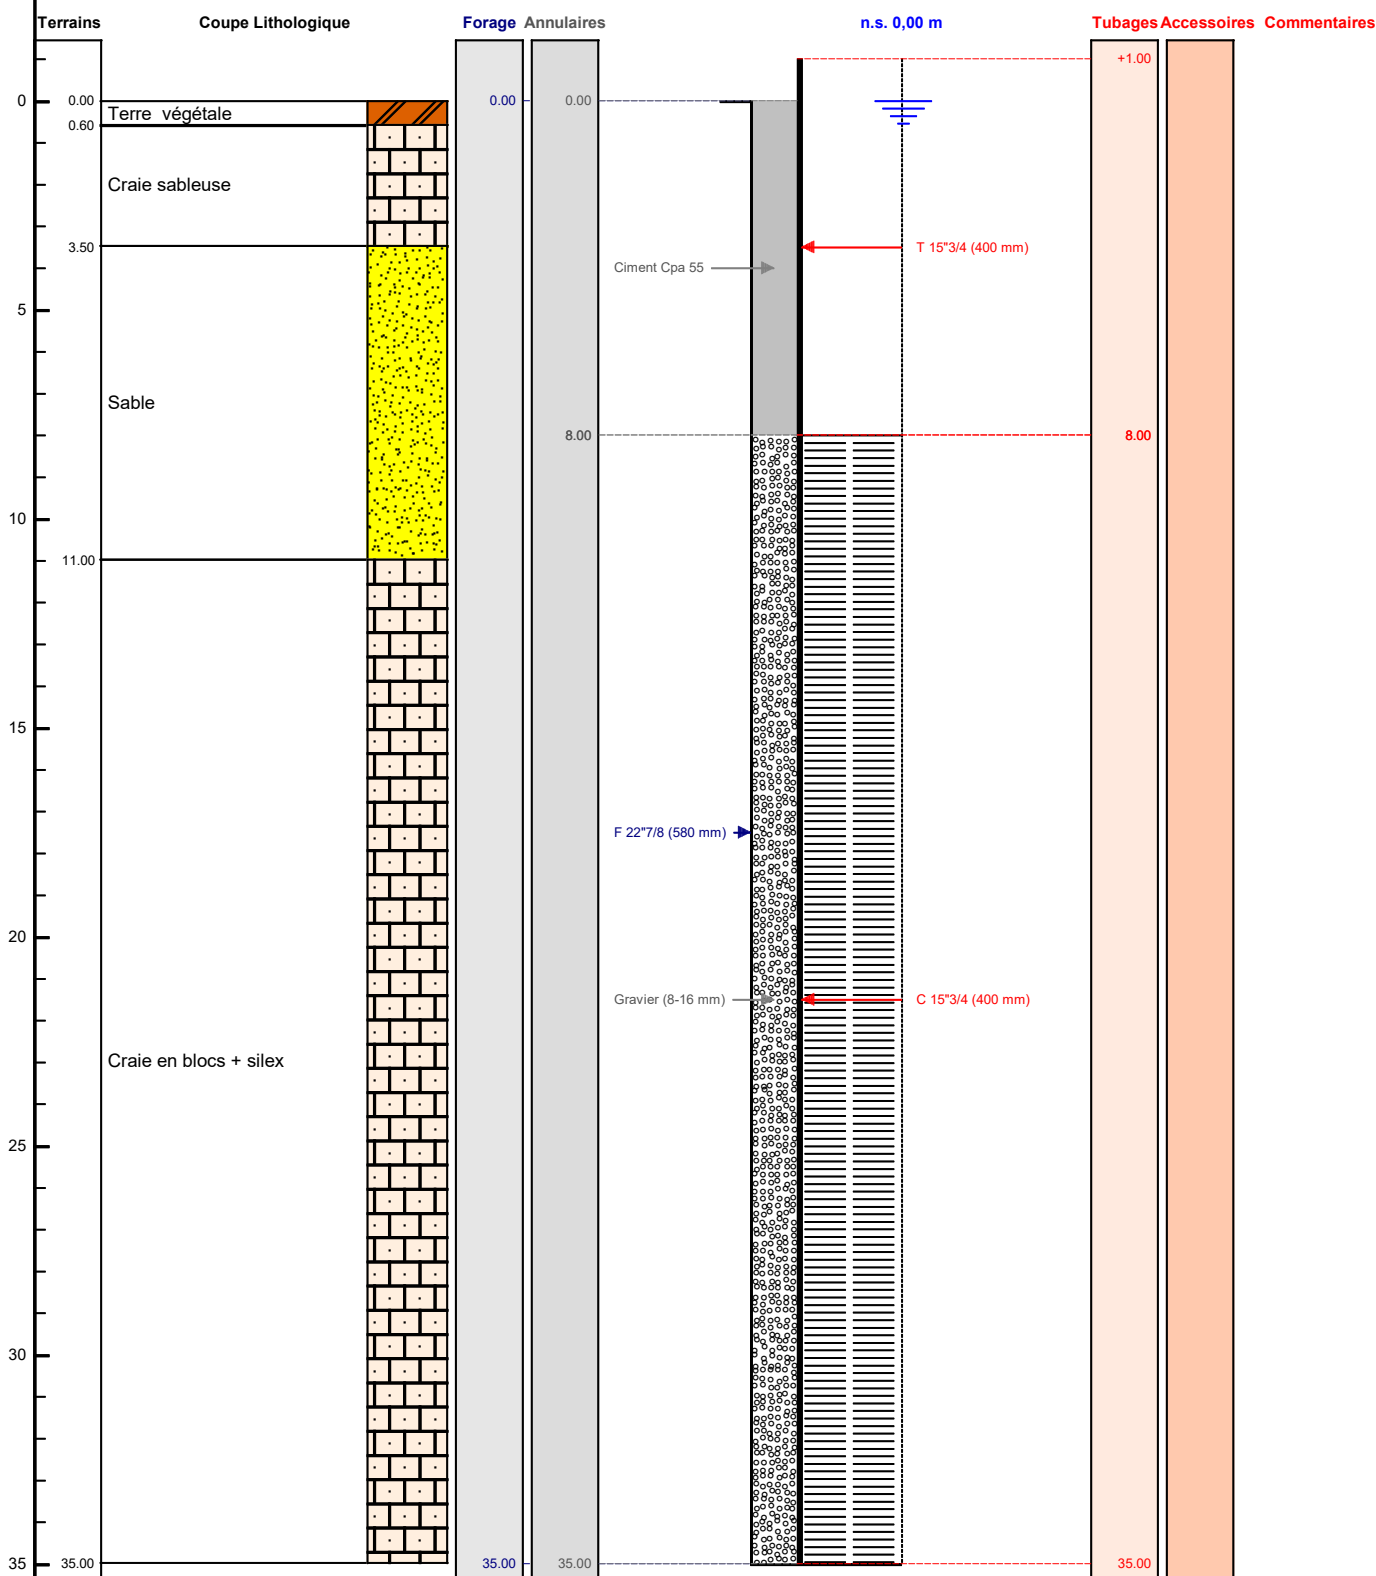 Terrains Coupe Lithologique Forage Annulaires n.s. 0,00 m Tubages Accessoires Commentaires
+1.00
0 0.00 0.00 0.00
Terre végétale
0.60
Craie sableuse
3.50 T 15"3/4 (400 mm)
Ciment Cpa 55
5
Sable
8.00 8.00
10
11.00
15
F 22"7/8 (580 mm)
20
Gravier (8-16 mm) C 15"3/4 (400 mm)
Craie en blocs + silex
25
30
35 35.00 35.00 35.00 35.00